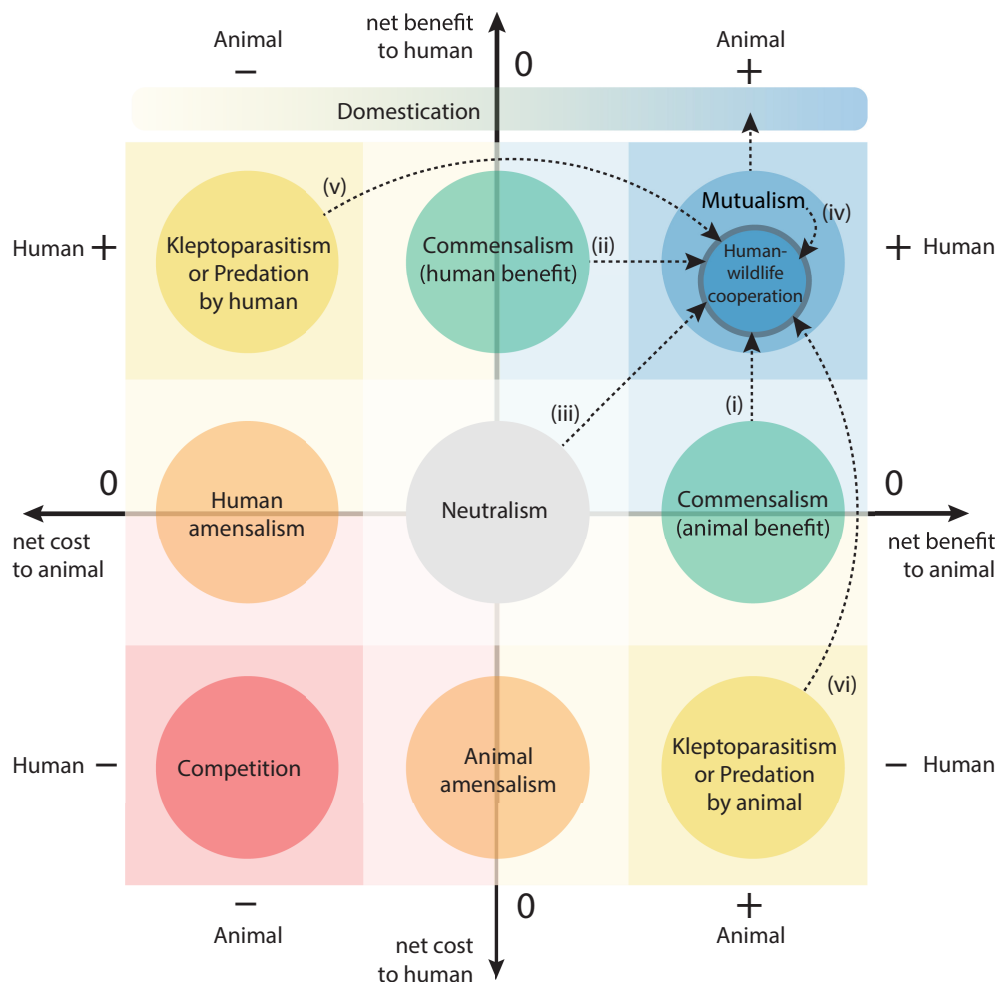 Animal
−
net benefit
to human
0
Animal
+
Domestication
Human +
Kleptoparasitism
or Predation
by human
(v)
Commensalism
(human benefit)
(ii)
Mutualism
(iv)
Human-
wildlife
cooperation
+ Human
(iii)
(i)
0
net cost
to animal
Human
amensalism
Neutralism
Commensalism
(animal benefit)
0
net benefit
to animal
Human −
Competition
Animal
amensalism
Kleptoparasitism
or Predation
by animal
(vi)
− Human
−
Animal
0
net cost
to human
+
Animal